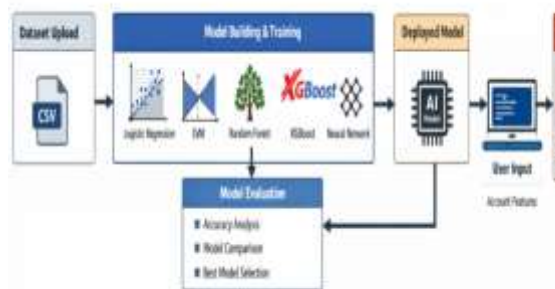 Dataset Upload
Model Building & Training
Deployed Model
CSV
XGBoost
AI
Logistic Regression
SVM
Random Forest
XGBoost
Neural Network
User Input
Account Features
Model Evaluation
Accuracy Analysis
Model Comparison
Best Model Selection